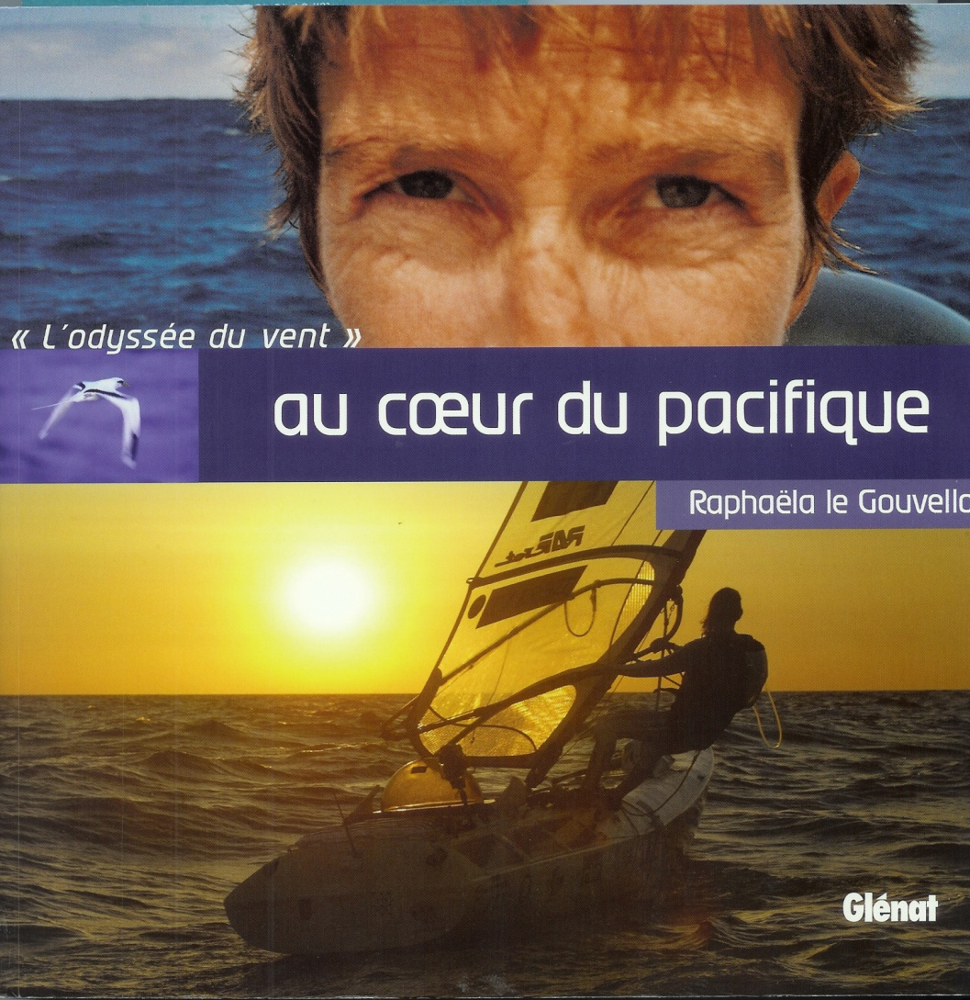 « L'odyssée du vent »
au cœur du pacifique
Raphaëla le Gouvello
Glénat